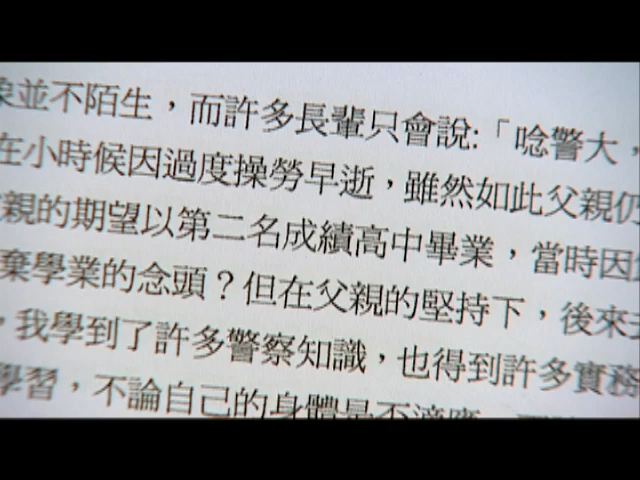 並不陌生，而許多長輩只會說:「唸警大，
在小時候因過度操勞早逝，雖然如此父親仍
親的期望以第二名成績高中畢業，當時因
棄學業的念頭？但在父親的堅持下，後來
，我學到了許多警察知識，也得到許多實務
學習，不論自己的身體是不適應